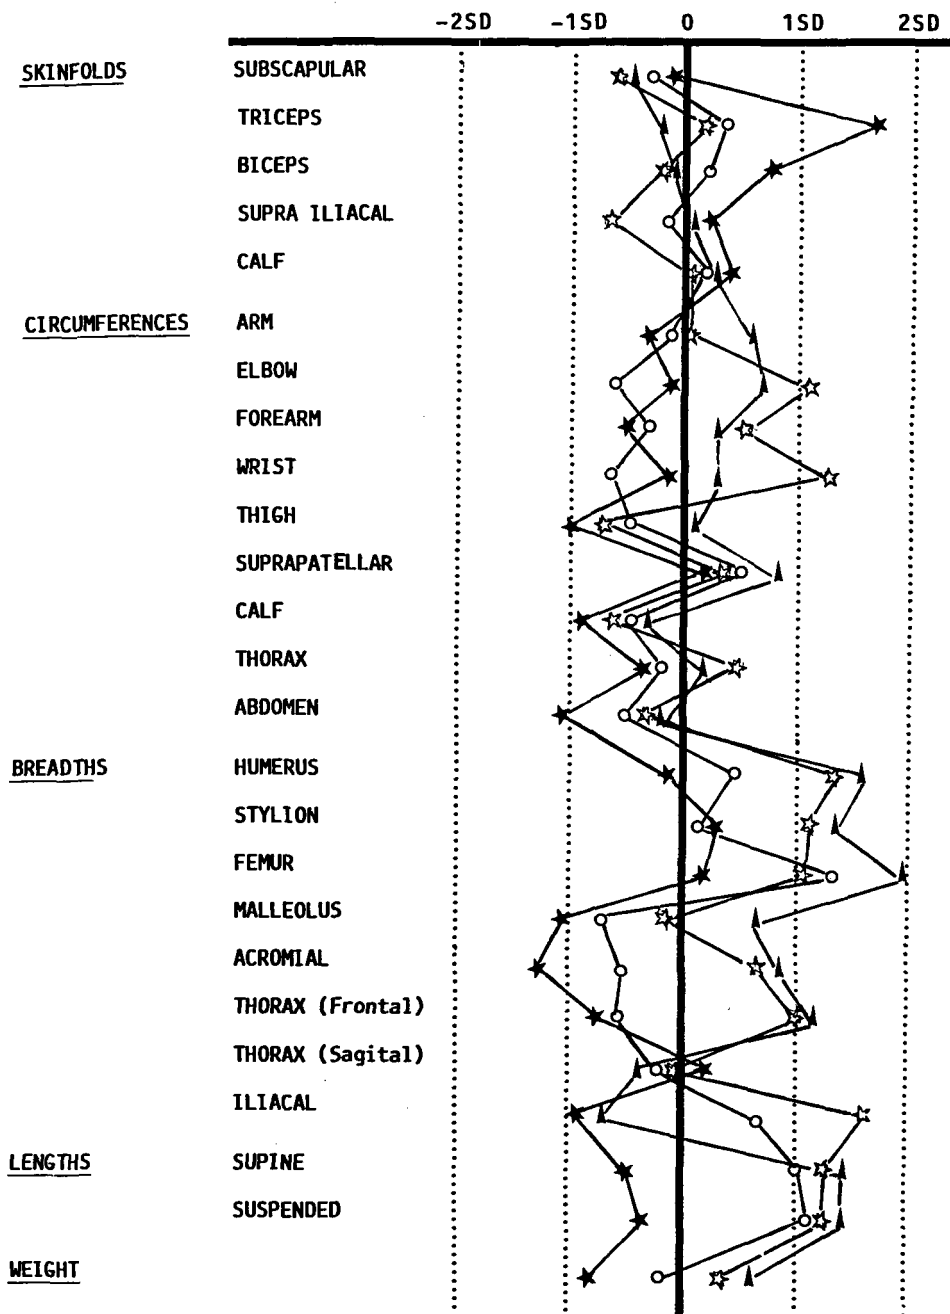 -2SD -1SD 0 1SD 2SD
SKINFOLDS SUBSCAPULAR
TRICEPS
BICEPS
SUPRA ILIACAL
CALF
CIRCUMFERENCES ARM
ELBOW
FOREARM
WRIST
THIGH
SUPRAPATELLAR
CALF
THORAX
ABDOMEN
BREADTHS HUMERUS
STYLION
FEMUR
MALLEOLUS
ACROMIAL
THORAX (Frontal)
THORAX (Sagital)
ILIACAL
LENGTHS SUPINE
SUSPENDED
WEIGHT